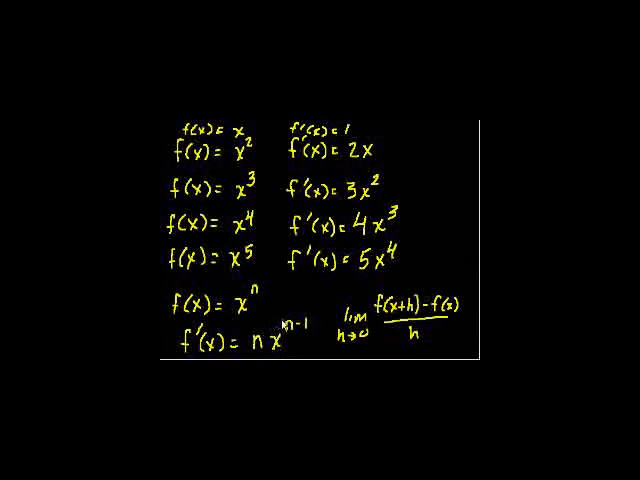 f(x) = x f'(x) = 1
f(x) = x² f'(x) = 2x
f(x) = x³ f'(x) = 3x²
f(x) = x⁴ f'(x) = 4x³
f(x) = x⁵ f'(x) = 5x⁴
f(x) = xⁿ
f'(x) = n xⁿ⁻¹
lim h→0 f(x+h) - f(x) / h